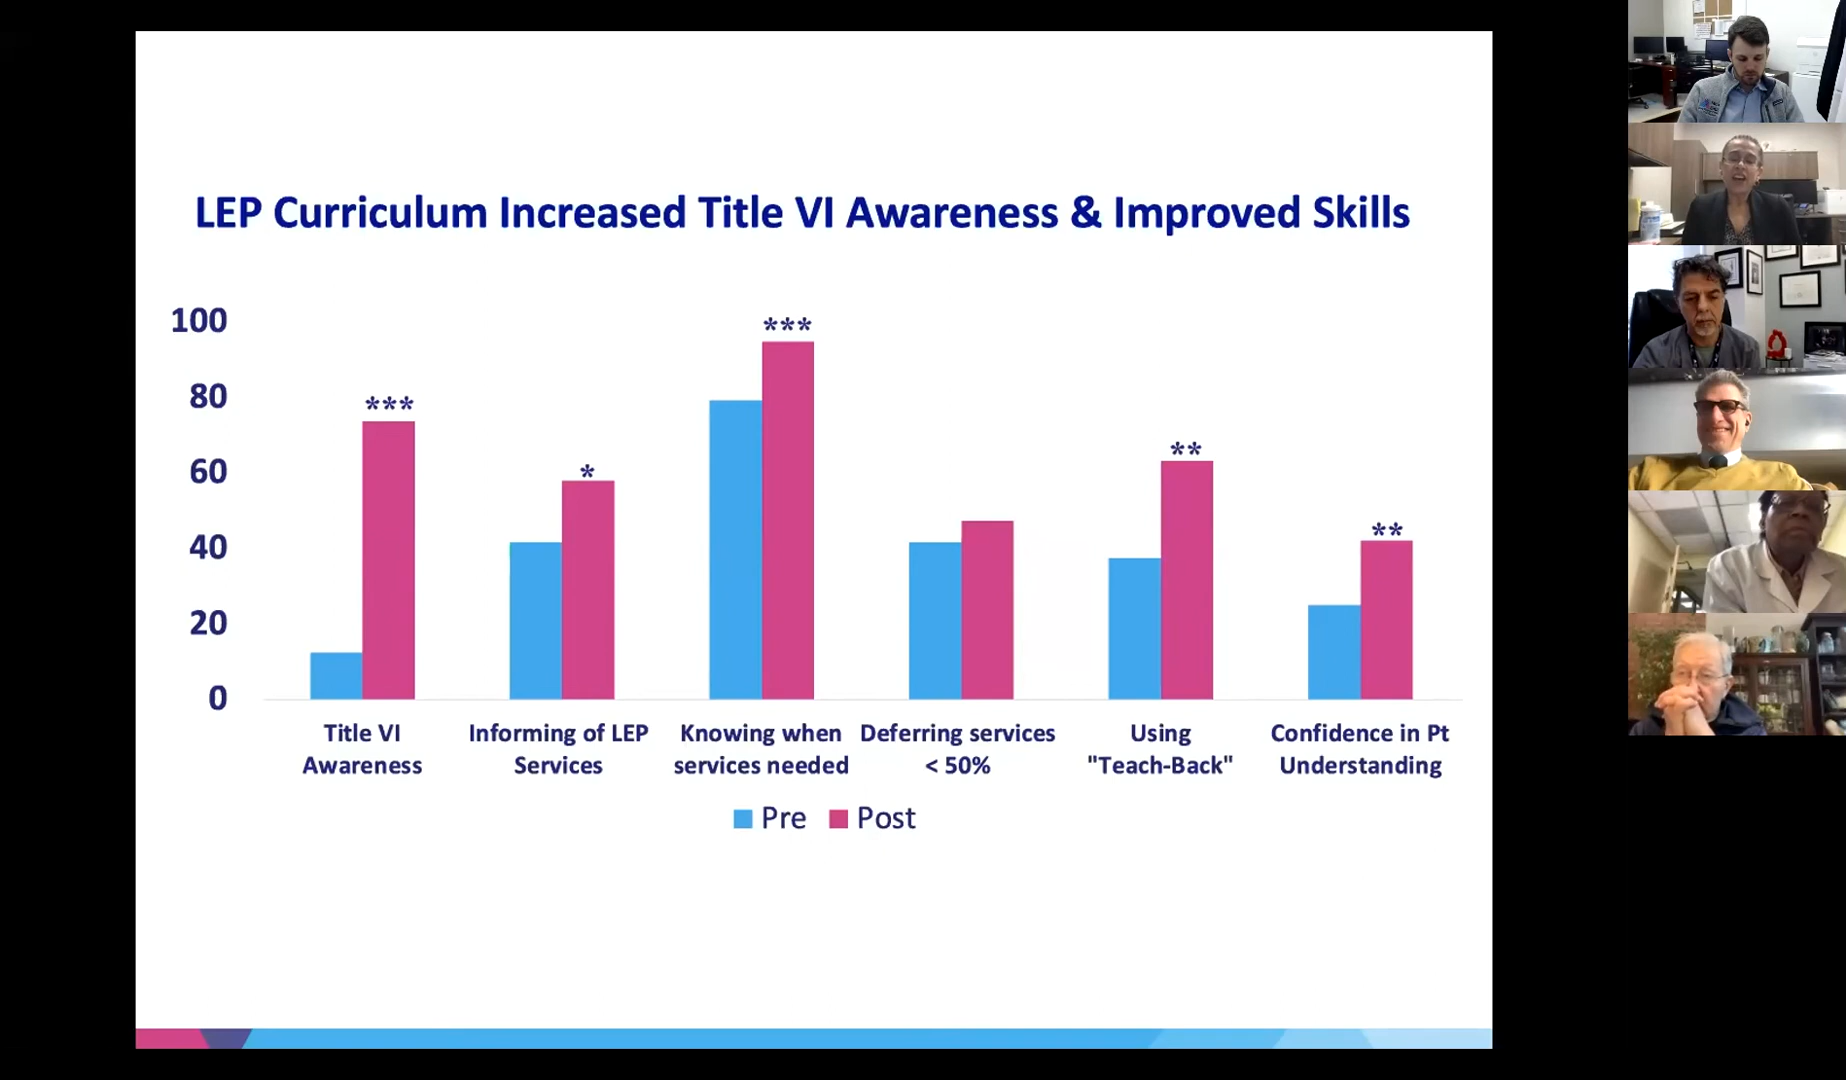 LEP Curriculum Increased Title VI Awareness & Improved Skills
100
80
60
40
20
0
***
*
***
**
**
Title VI
Awareness
Informing of LEP
Services
Knowing when
services needed
Deferring services
< 50%
Using
"Teach-Back"
Confidence in Pt
Understanding
Pre
Post